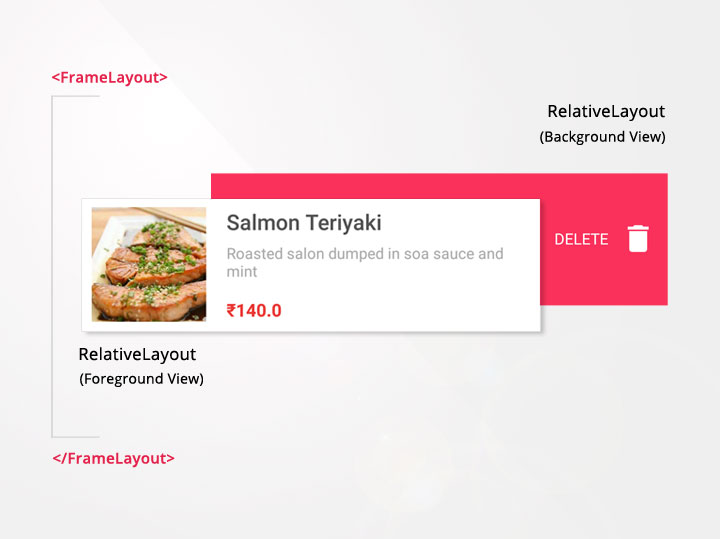 <FrameLayout>
RelativeLayout
(Background View)
Salmon Teriyaki
Roasted salon dumped in soa sauce and
mint
₹140.0
DELETE
RelativeLayout
(Foreground View)
</FrameLayout>